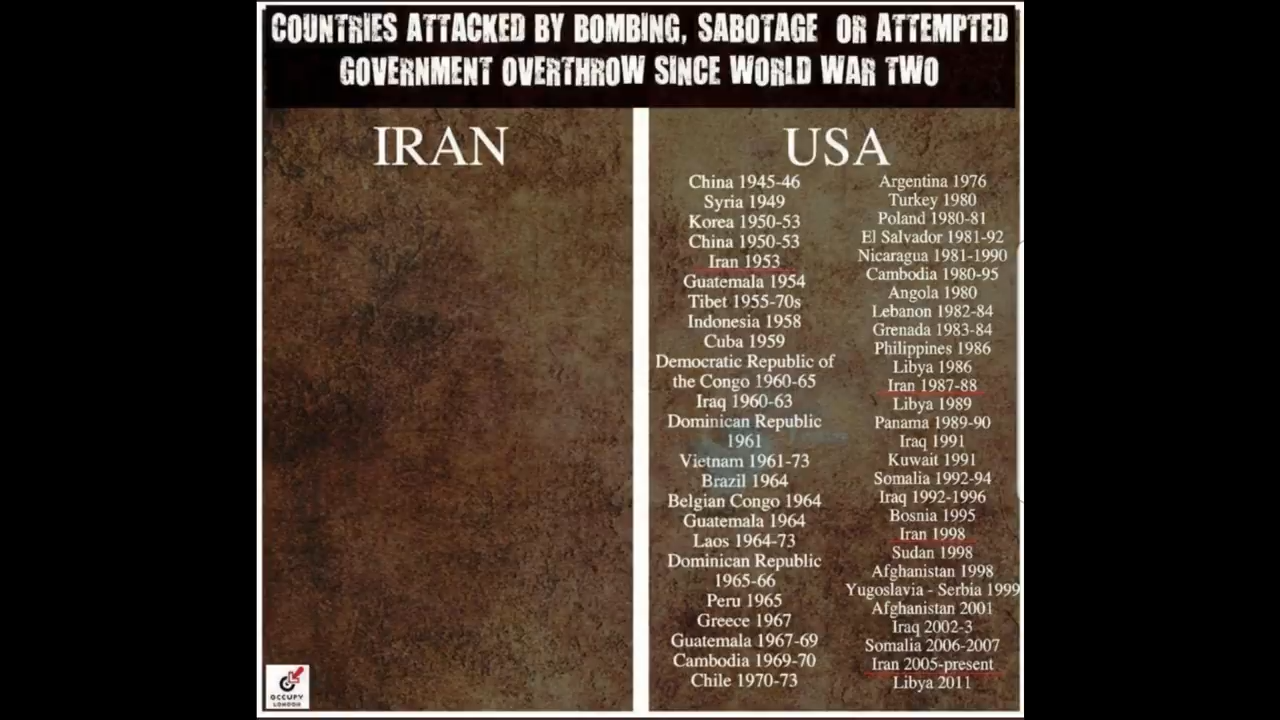 COUNTRIES ATTACKED BY BOMBING, SABOTAGE OR ATTEMPTED
GOVERNMENT OVERTHROW SINCE WORLD WAR TWO
IRAN
USA
China 1945-46
Syria 1949
Korea 1950-53
China 1950-53
Iran 1953
Guatemala 1954
Tibet 1955-70s
Indonesia 1958
Cuba 1959
Democratic Republic of
the Congo 1960-65
Iraq 1960-63
Dominican Republic
1961
Vietnam 1961-73
Brazil 1964
Belgian Congo 1964
Guatemala 1964
Laos 1964-73
Dominican Republic
1965-66
Peru 1965
Greece 1967
Guatemala 1967-69
Cambodia 1969-70
Chile 1970-73
Argentina 1976
Turkey 1980
Poland 1980-81
El Salvador 1981-92
Nicaragua 1981-1990
Cambodia 1980-95
Angola 1980
Lebanon 1982-84
Grenada 1983-84
Philippines 1986
Libya 1986
Iran 1987-88
Libya 1989
Panama 1989-90
Iraq 1991
Kuwait 1991
Somalia 1992-94
Iraq 1992-1996
Bosnia 1995
Iran 1998
Sudan 1998
Afghanistan 1998
Yugoslavia - Serbia 1999
Afghanistan 2001
Iraq 2002-3
Somalia 2006-2007
Iran 2005-present
Libya 2011
OCCUPY
LONDON